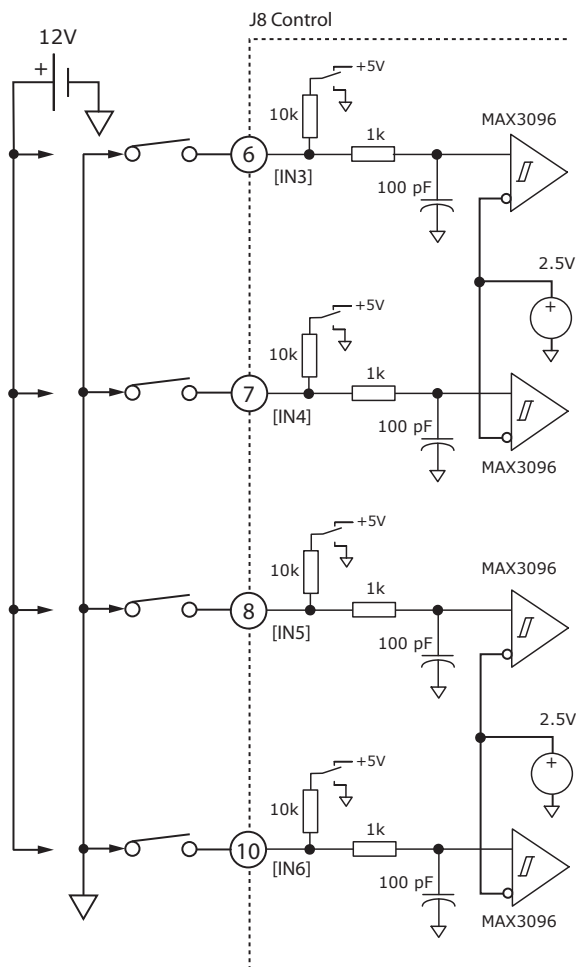 J8 Control
12V
+
+5V
10k
MAX3096
1k
6
[IN3]
100 pF
2.5V
+
+5V
10k
1k
7
[IN4]
100 pF
MAX3096
+5V
10k
MAX3096
1k
8
[IN5]
100 pF
2.5V
+
+5V
10k
1k
10
[IN6]
100 pF
MAX3096